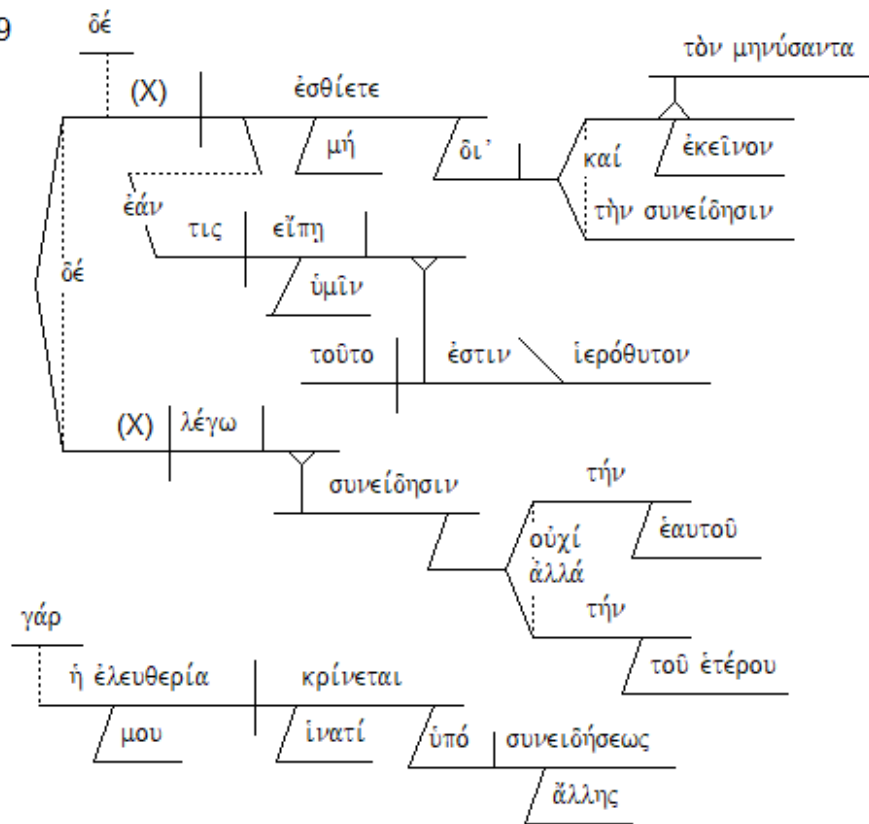 9
δέ
τὸν μηνύσαντα
(X) ἐσθίετε
μή δι' καί ἐκεῖνον
ἐάν τὴν συνείδησιν
τις εἴπῃ
δέ ὑμῖν
τοῦτο ἐστιν ἱερόθυτον
(X) λέγω
συνείδησιν τήν
οὐχί ἑαυτοῦ
ἀλλά
τήν
γάρ
τοῦ ἑτέρου
ἡ ἐλευθερία κρίνεται
μου ἱνατί ὑπό συνειδήσεως
ἄλλης